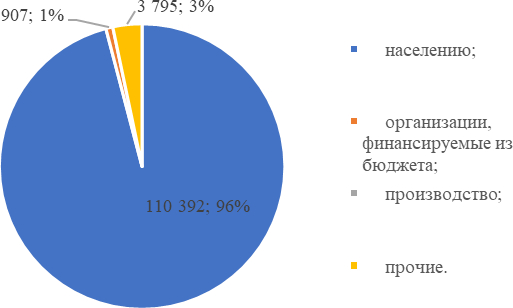 907; 1%
3 795; 3%
110 392; 96%
населению;
организации,
финансируемые из
бюджета;
производство;
прочие.